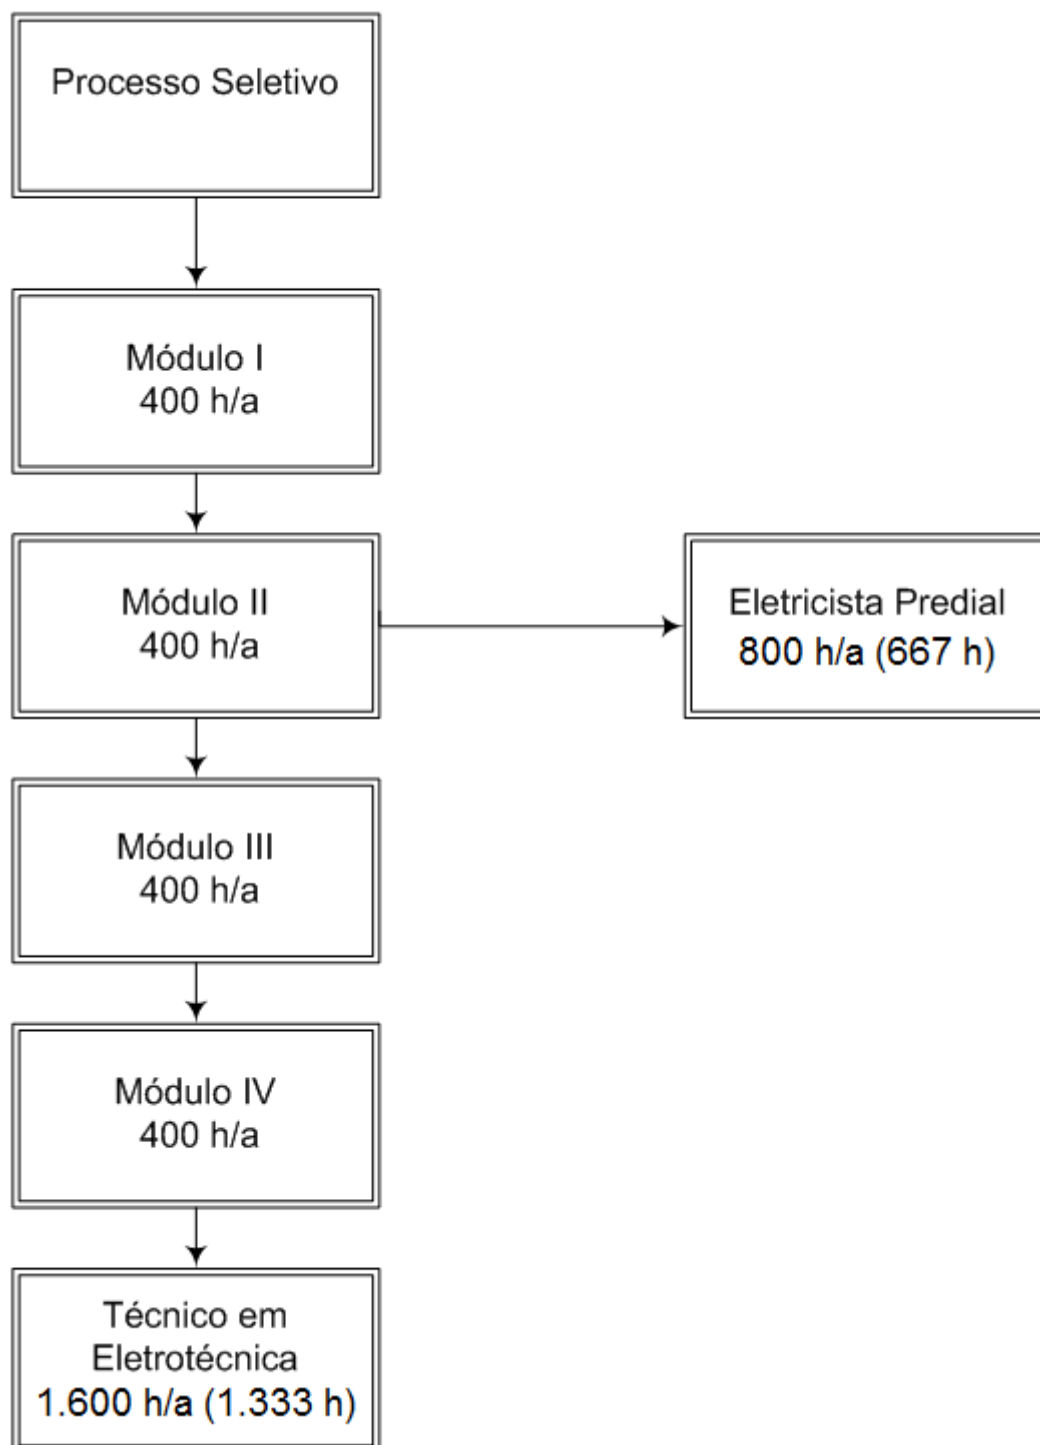 Processo Seletivo
Módulo I
400 h/a
Módulo II
400 h/a
Eletricista Predial
800 h/a (667 h)
Módulo III
400 h/a
Módulo IV
400 h/a
Técnico em
Eletrotécnica
1.600 h/a (1.333 h)